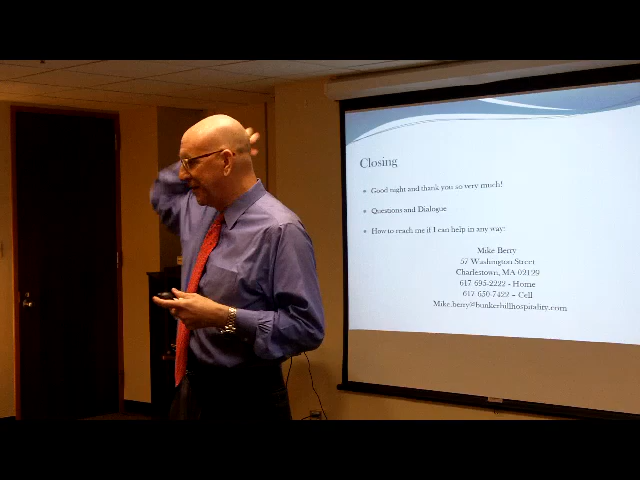 Closing
Good night and thank you so very much!
Questions and Dialogue
How to reach me if I can help in any way:
Mike Berry
57 Washington Street
Charlestown, MA 02129
617-695-2222 - Home
617-650-7422 – Cell
Mike.berry@bunkerhillhospitality.com